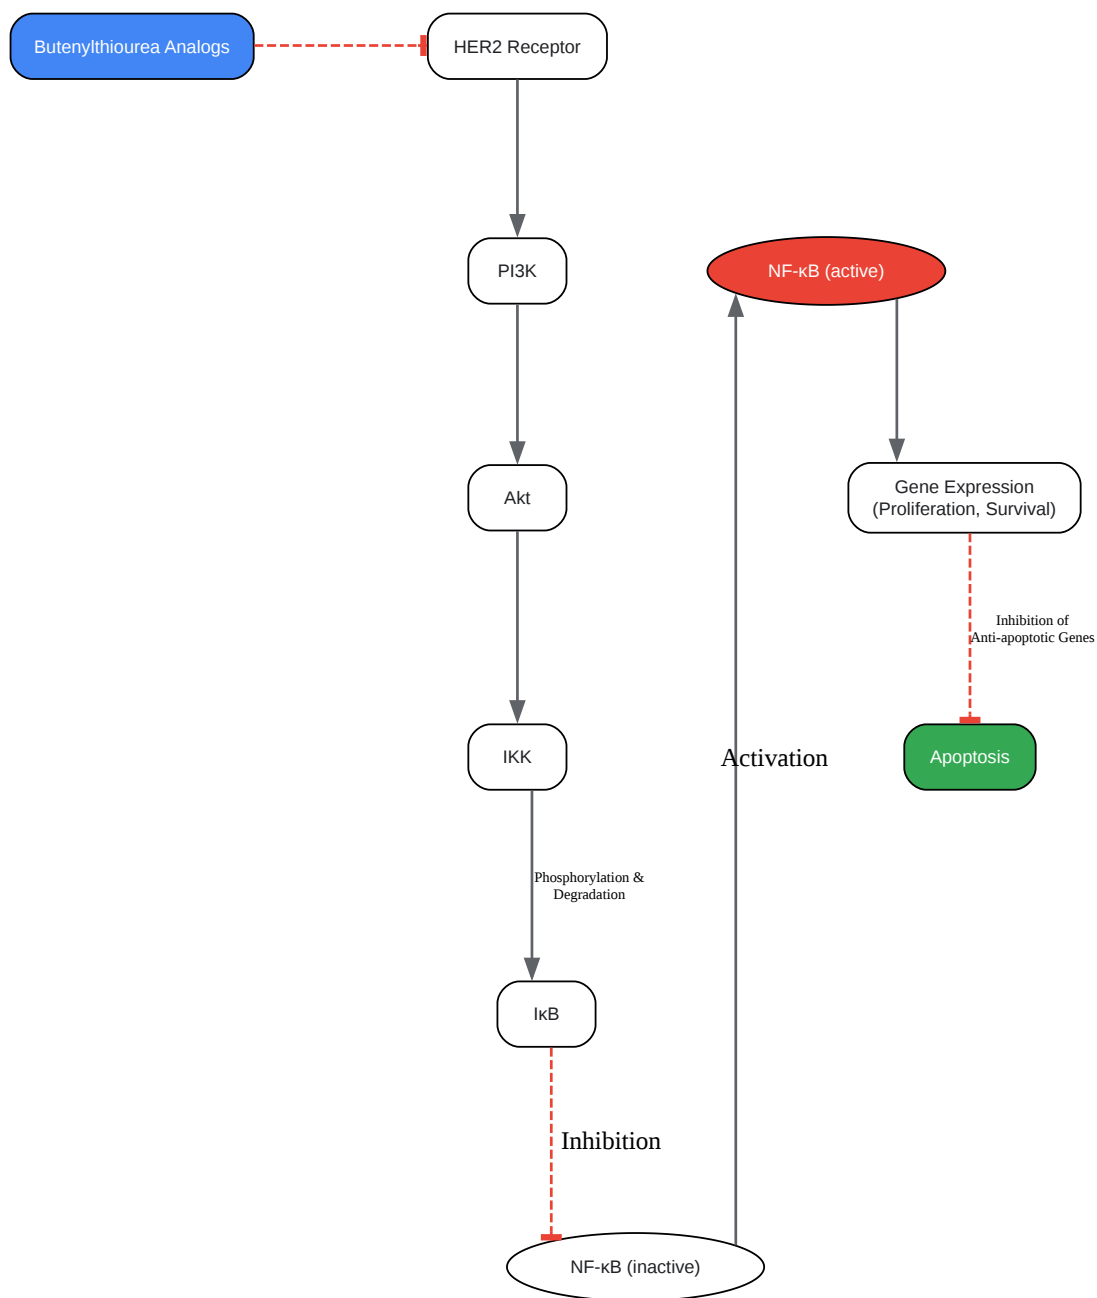 Butenylthiourea Analogs
HER2 Receptor
PI3K
NF-κB (active)
Akt
Gene Expression
(Proliferation, Survival)
Inhibition of
Anti-apoptotic Genes
IKK
Activation
Apoptosis
Phosphorylation &
Degradation
IκB
Inhibition
NF-κB (inactive)